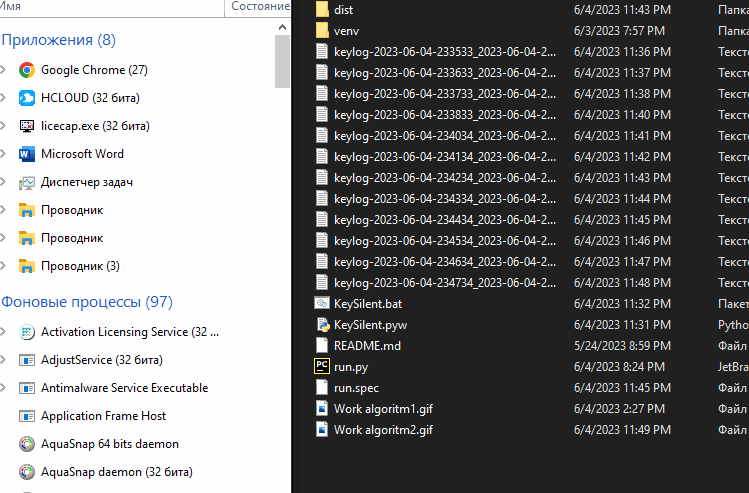 Имя Состояние
Приложения (8)
Google Chrome (27)
HCLOUD (32 бита)
licecap.exe (32 бита)
Microsoft Word
Диспетчер задач
Проводник
Проводник
Проводник (3)
Фоновые процессы (97)
Activation Licensing Service (32 ...
AdjustService (32 бита)
Antimalware Service Executable
Application Frame Host
AquaSnap 64 bits daemon
AquaSnap daemon (32 бита)
dist 6/4/2023 11:43 PM Папка
venv 6/3/2023 7:57 PM Папка
keylog-2023-06-04-233533_2023-06-04-2... 6/4/2023 11:36 PM Тексто
keylog-2023-06-04-233633_2023-06-04-2... 6/4/2023 11:37 PM Тексто
keylog-2023-06-04-233733_2023-06-04-2... 6/4/2023 11:38 PM Тексто
keylog-2023-06-04-233833_2023-06-04-2... 6/4/2023 11:40 PM Тексто
keylog-2023-06-04-234034_2023-06-04-2... 6/4/2023 11:41 PM Тексто
keylog-2023-06-04-234134_2023-06-04-2... 6/4/2023 11:42 PM Тексто
keylog-2023-06-04-234234_2023-06-04-2... 6/4/2023 11:43 PM Тексто
keylog-2023-06-04-234334_2023-06-04-2... 6/4/2023 11:44 PM Тексто
keylog-2023-06-04-234434_2023-06-04-2... 6/4/2023 11:45 PM Тексто
keylog-2023-06-04-234534_2023-06-04-2... 6/4/2023 11:46 PM Тексто
keylog-2023-06-04-234634_2023-06-04-2... 6/4/2023 11:47 PM Тексто
keylog-2023-06-04-234734_2023-06-04-2... 6/4/2023 11:48 PM Тексто
KeySilent.bat 6/4/2023 11:32 PM Пакет
KeySilent.pyw 6/4/2023 11:31 PM Pytho
README.md 5/24/2023 8:59 PM Файл
PC run.py 6/4/2023 8:24 PM JetBra
run.spec 6/4/2023 11:45 PM Файл
Work algoritm1.gif 6/4/2023 2:27 PM Файл
Work algoritm2.gif 6/4/2023 11:49 PM Файл